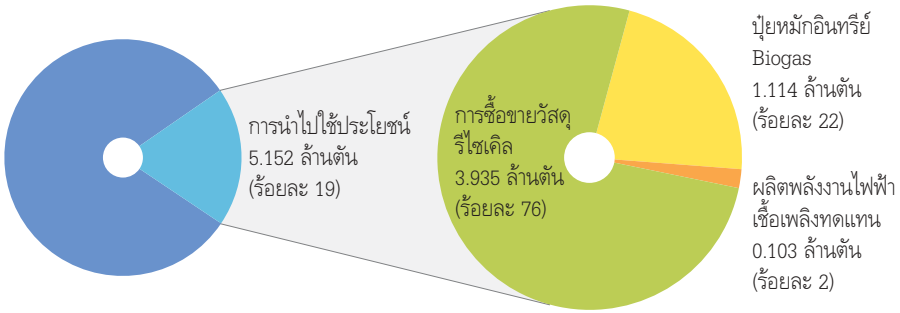 การนำไปใช้ประโยชน์
5.152 ล้านตัน
(ร้อยละ 19)
การซื้อขายวัสดุ
รีไซเคิล
3.935 ล้านตัน
(ร้อยละ 76)
ปุ๋ยหมักอินทรีย์
Biogas
1.114 ล้านตัน
(ร้อยละ 22)
ผลิตพลังงานไฟฟ้า
เชื้อเพลิงทดแทน
0.103 ล้านตัน
(ร้อยละ 2)